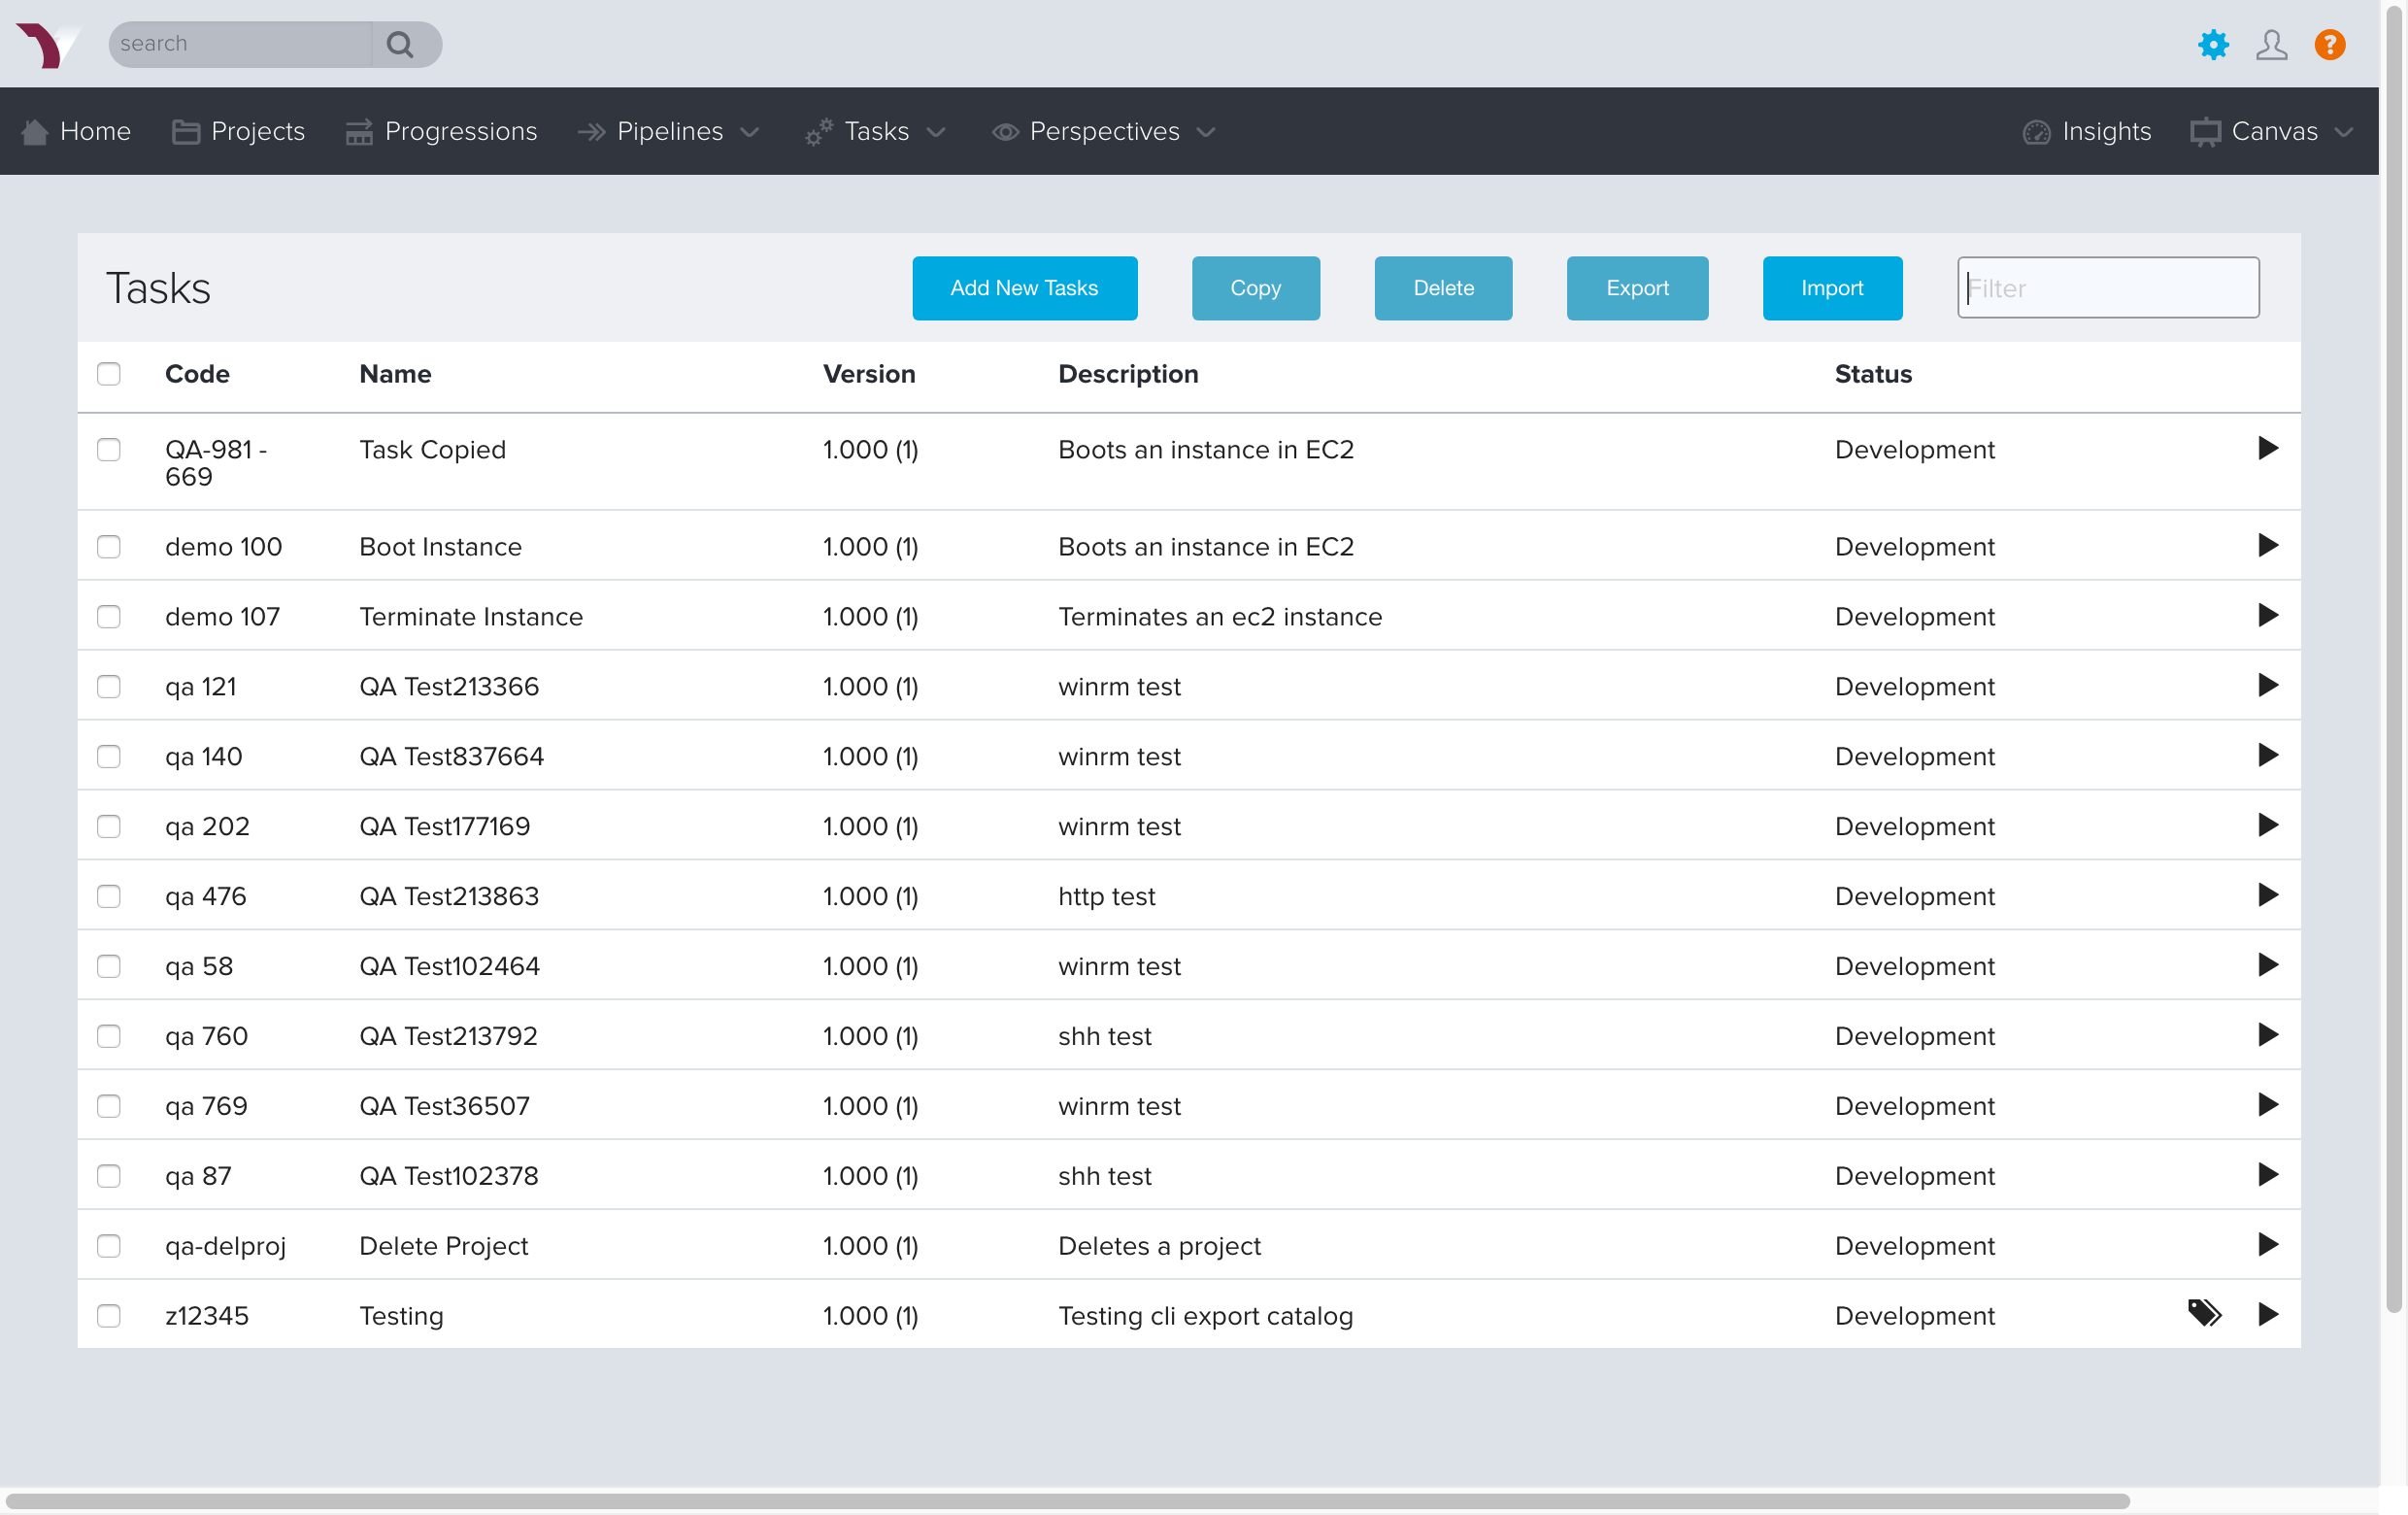 search
Home Projects Progressions Pipelines Tasks Perspectives Insights Canvas
Tasks Add New Tasks Copy Delete Export Import Filter
Code Name Version Description Status
QA-981 - Task Copied 1.000 (1) Boots an instance in EC2 Development
669
demo 100 Boot Instance 1.000 (1) Boots an instance in EC2 Development
demo 107 Terminate Instance 1.000 (1) Terminates an ec2 instance Development
qa 121 QA Test213366 1.000 (1) winrm test Development
qa 140 QA Test837664 1.000 (1) winrm test Development
qa 202 QA Test177169 1.000 (1) winrm test Development
qa 476 QA Test213863 1.000 (1) http test Development
qa 58 QA Test102464 1.000 (1) winrm test Development
qa 760 QA Test213792 1.000 (1) shh test Development
qa 769 QA Test36507 1.000 (1) winrm test Development
qa 87 QA Test102378 1.000 (1) shh test Development
qa-delproj Delete Project 1.000 (1) Deletes a project Development
z12345 Testing 1.000 (1) Testing cli export catalog Development